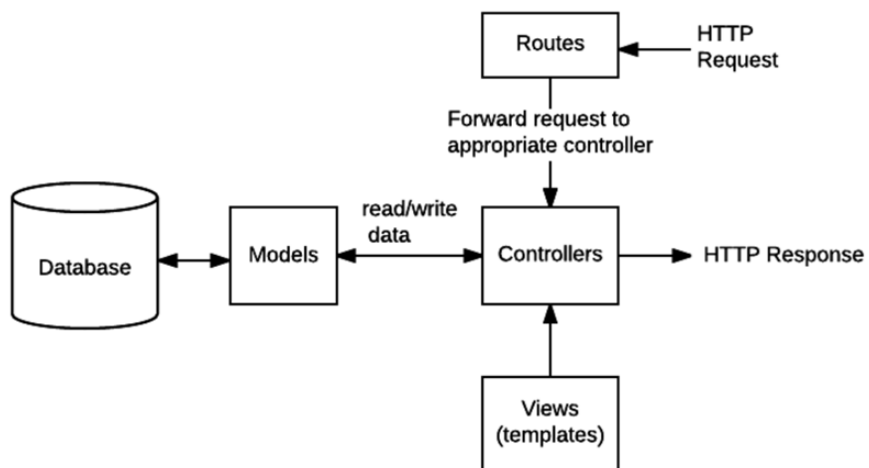 Routes
HTTP
Request
Forward request to
appropriate controller
read/write
data
Database
Models
Controllers
HTTP Response
Views
(templates)